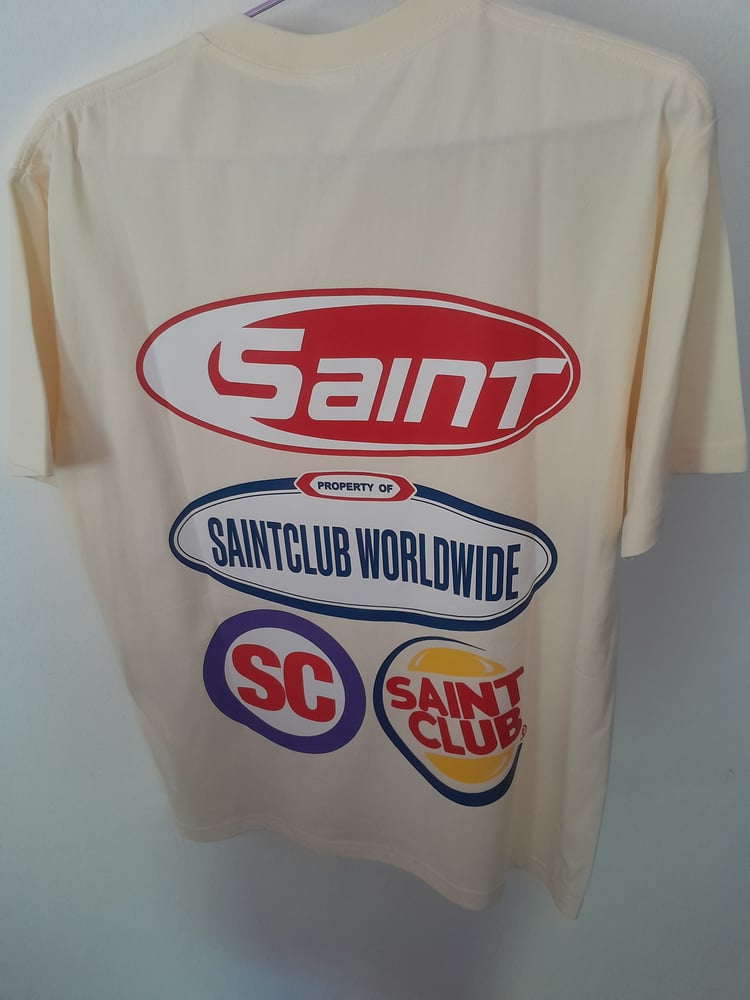 Saint
PROPERTY OF
SAINTCLUB WORLDWIDE
SC
SAINT
CLUB